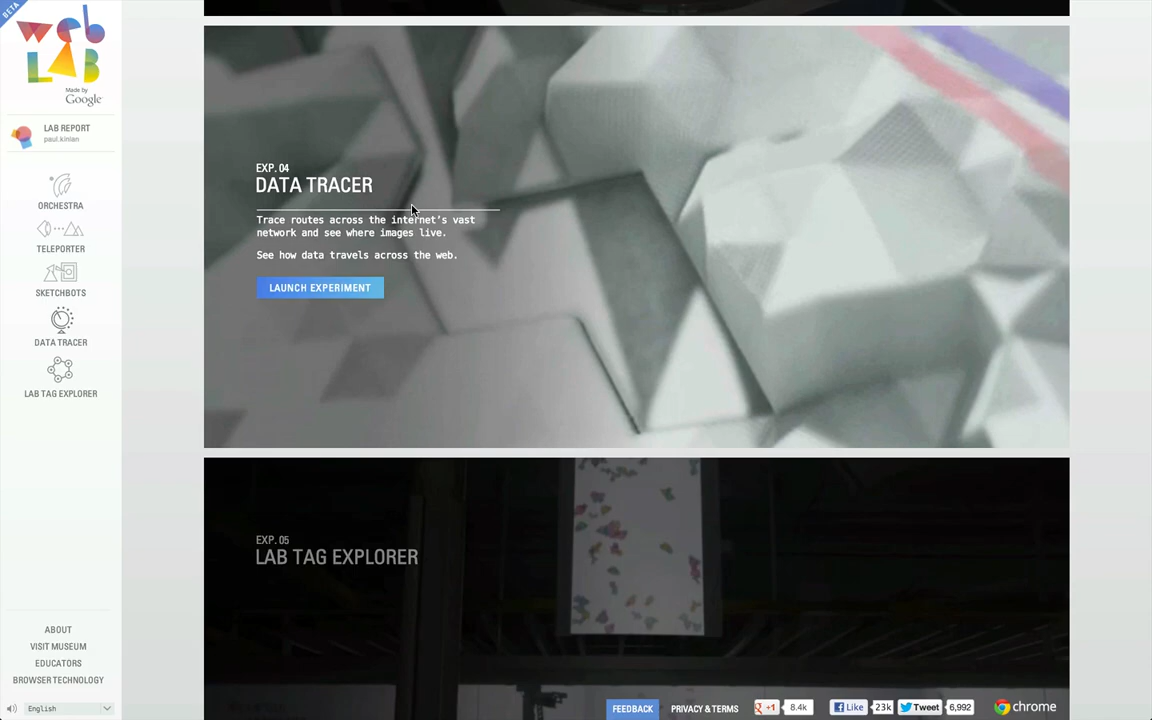 BETA
web
LAB
Made by
Google
LAB REPORT
paul.kinlan
ORCHESTRA
TELEPORTER
SKETCHBOTS
DATA TRACER
LAB TAG EXPLORER
ABOUT
VISIT MUSEUM
EDUCATORS
BROWSER TECHNOLOGY
English
EXP. 04
DATA TRACER
Trace routes across the internet's vast
network and see where images live.
See how data travels across the web.
LAUNCH EXPERIMENT
EXP. 05
LAB TAG EXPLORER
FEEDBACK PRIVACY & TERMS +1 8.4k Like 23k Tweet 6,992 chrome